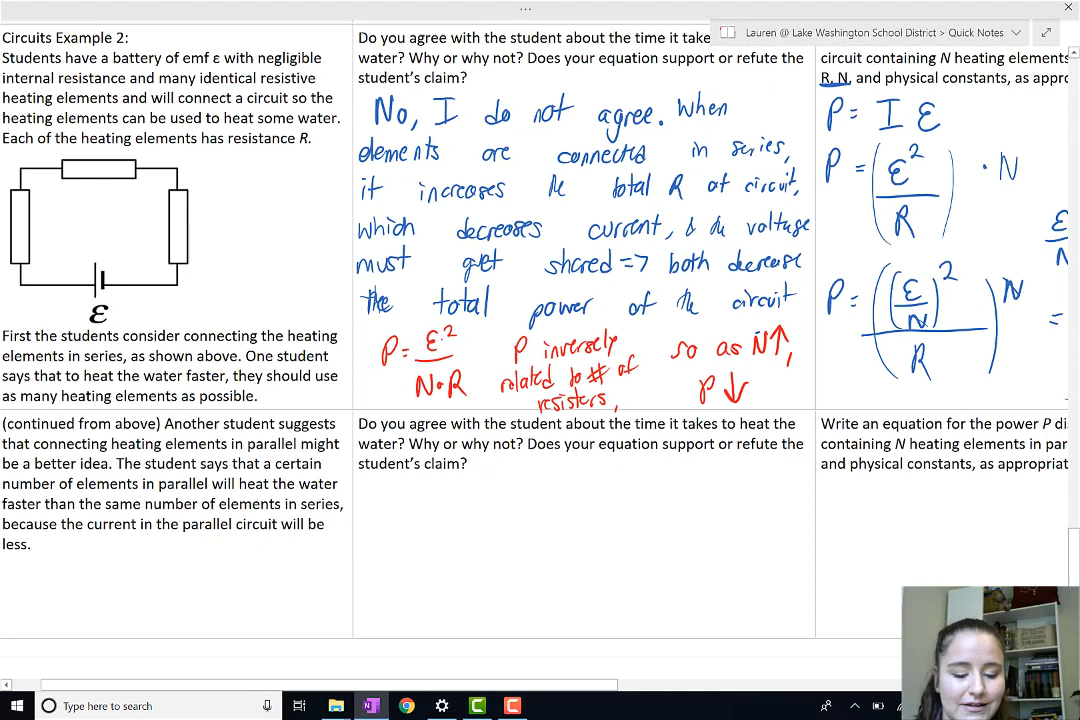 ...
Lauren @ Lake Washington School District > Quick Notes
Circuits Example 2:
Students have a battery of emf ε with negligible
internal resistance and many identical resistive
heating elements and will connect a circuit so the
heating elements can be used to heat some water.
Each of the heating elements has resistance R.
ε
First the students consider connecting the heating
elements in series, as shown above. One student
says that to heat the water faster, they should use
as many heating elements as possible.
Do you agree with the student about the time it takes
water? Why or why not? Does your equation support or refute the
student's claim?
No, I do not agree. When
elements are connected in series,
it increases the total R of circuit,
which decreases current, & the voltage
must get shared => both decrease
the total power of the circuit
P = ε²
N•R
P inversely
related to # of
resisters,
so as N↑,
P↓
circuit containing N heating elements
R, N, and physical constants, as appro
P = I ε
P = (ε²/R) · N
P = ((ε/N)²/R) N
ε
N
=
(continued from above) Another student suggests
that connecting heating elements in parallel might
be a better idea. The student says that a certain
number of elements in parallel will heat the water
faster than the same number of elements in series,
because the current in the parallel circuit will be
less.
Do you agree with the student about the time it takes to heat the
water? Why or why not? Does your equation support or refute the
student's claim?
Write an equation for the power P di
containing N heating elements in par
and physical constants, as appropriat
Type here to search